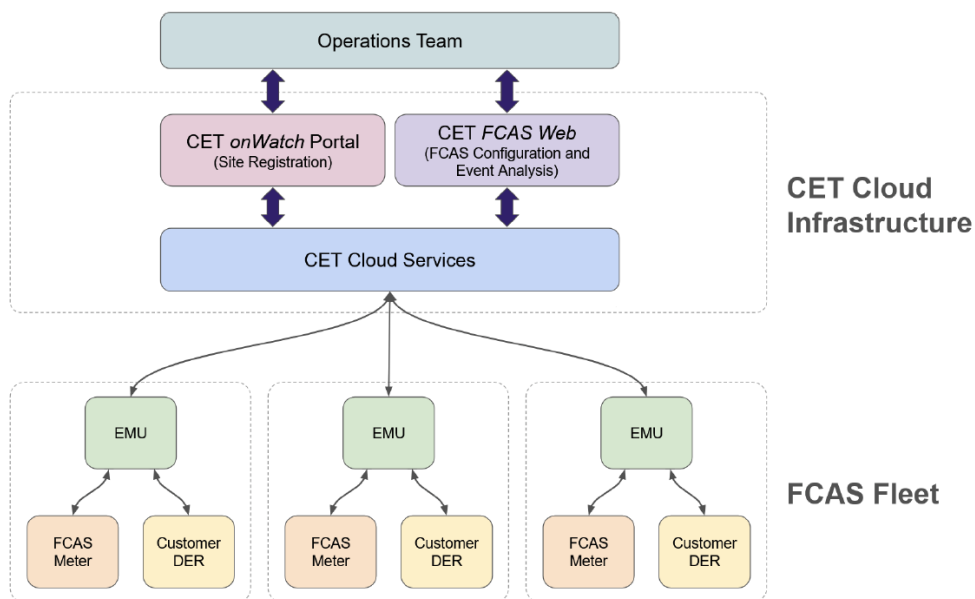 Operations Team
CET onWatch Portal
(Site Registration)
CET FCAS Web
(FCAS Configuration and
Event Analysis)
CET Cloud
Infrastructure
CET Cloud Services
EMU
EMU
EMU
FCAS Fleet
FCAS
Meter
Customer
DER
FCAS
Meter
Customer
DER
FCAS
Meter
Customer
DER